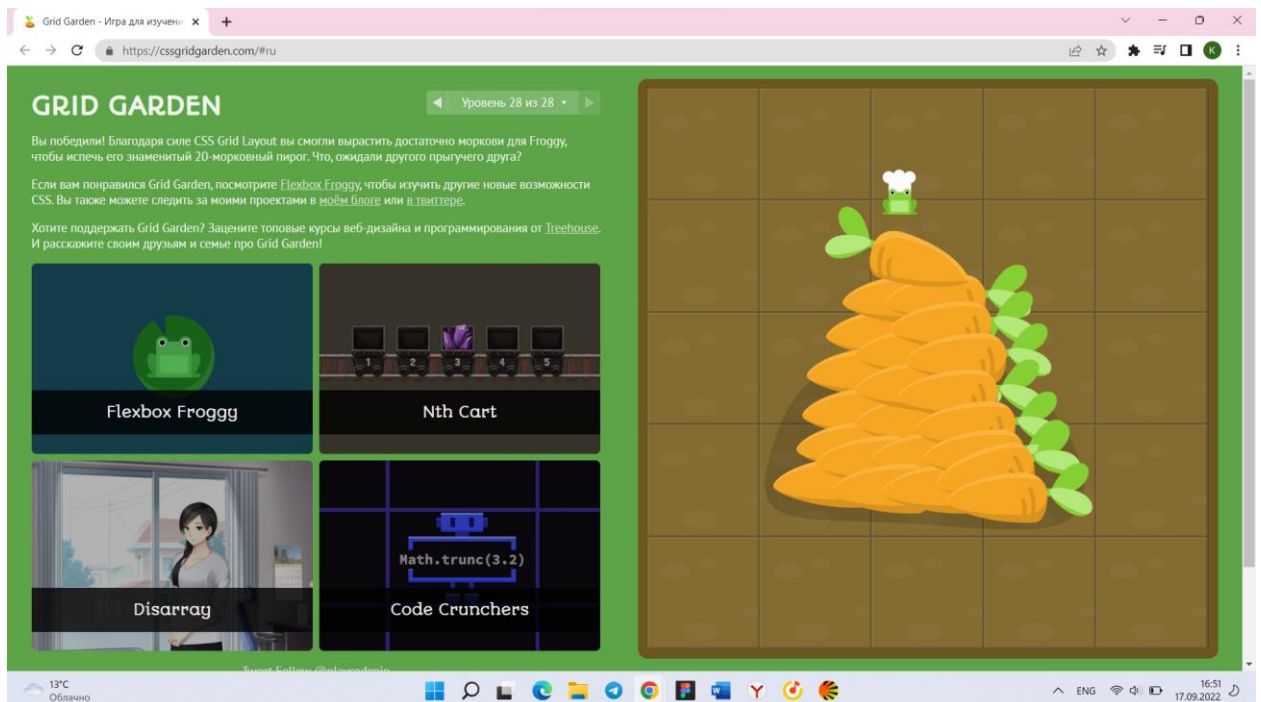 Grid Garden - Игра для изучени
https://cssgridgarden.com/#ru
K
GRID GARDEN
Уровень 28 из 28
Вы победили! Благодаря силе CSS Grid Layout вы смогли вырастить достаточно моркови для Froggy,
чтобы испечь его знаменитый 20-морковный пирог. Что, ожидали другого прыгучего друга?
Если вам понравился Grid Garden, посмотрите Flexbox Froggy, чтобы изучить другие новые возможности
CSS. Вы также можете следить за моими проектами в моём блоге или в твиттере.
Хотите поддержать Grid Garden? Зацените топовые курсы веб-дизайна и программирования от Treehouse.
И расскажите своим друзьям и семье про Grid Garden!
1 2 3 4 5
Flexbox Froggy
Nth Cart
Math.trunc(3.2)
Disarray
Code Crunchers
Tweet Follow @playcodepip
13°C
Облачно
W
Y
ENG
16:51
17.09.2022